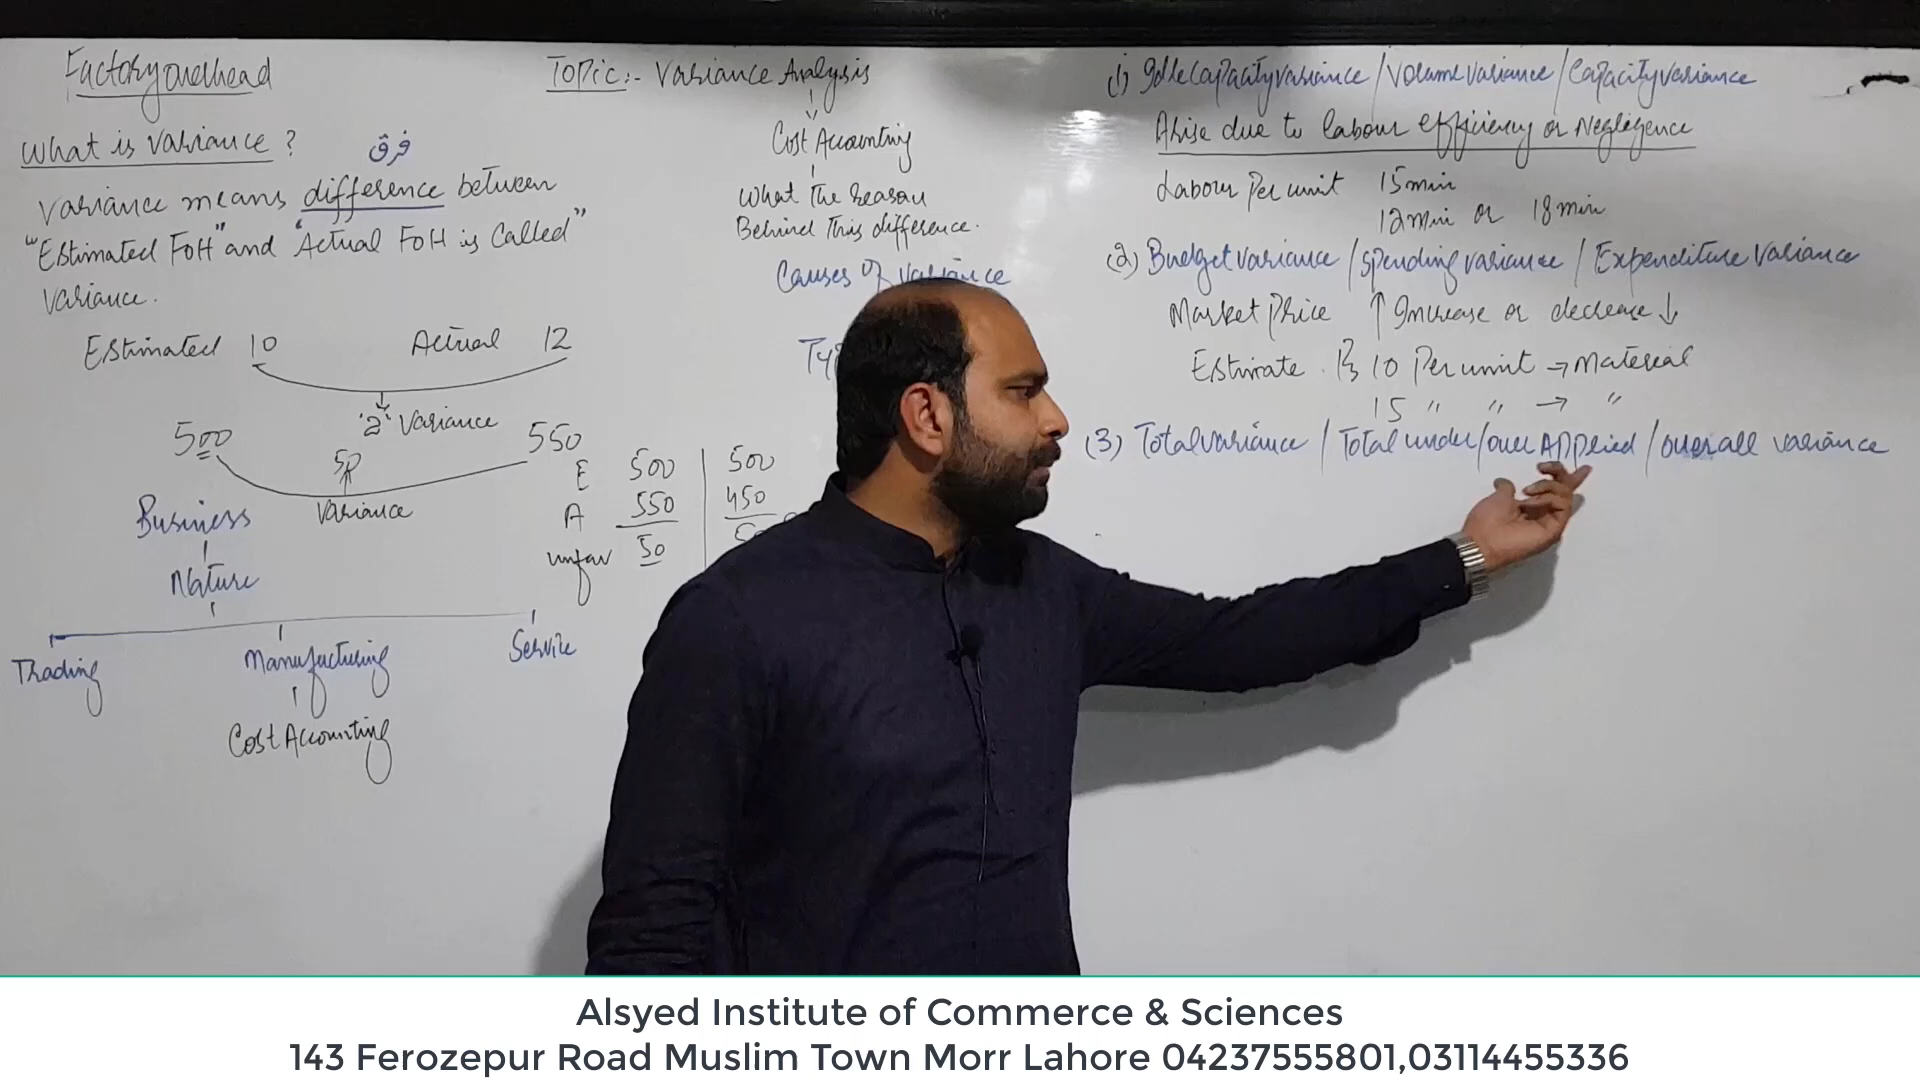 Factory overhead
What is variance ?
فرق
Variance means difference between
"Estimated FOH" and "Actual FOH is Called"
Variance.
Estimated 10 Actual 12
"2" Variance
500 50 550
Variance
Business
Nature
Trading Manufacturing Service
Cost Accounting
E 500 500
A 550 450
unfav 50
Topic:- Variance Analysis
Cost Accounting
What The Reason
Behind This difference.
Causes of variance
(1) Idle Capacity variance / Volume variance / Capacity variance
Arise due to labour efficiency or Negligence
Labour Per unit 15 min
12 min or 18 min
(2) Budget variance / Spending variance / Expenditure Variance
Market Price ↑ Increase or decrease ↓
Estimate Rs 10 Per unit → Material
15 " " → "
(3) Total variance / Total under/over Applied / overall variance
Alsyed Institute of Commerce & Sciences
143 Ferozepur Road Muslim Town Morr Lahore 04237555801,03114455336